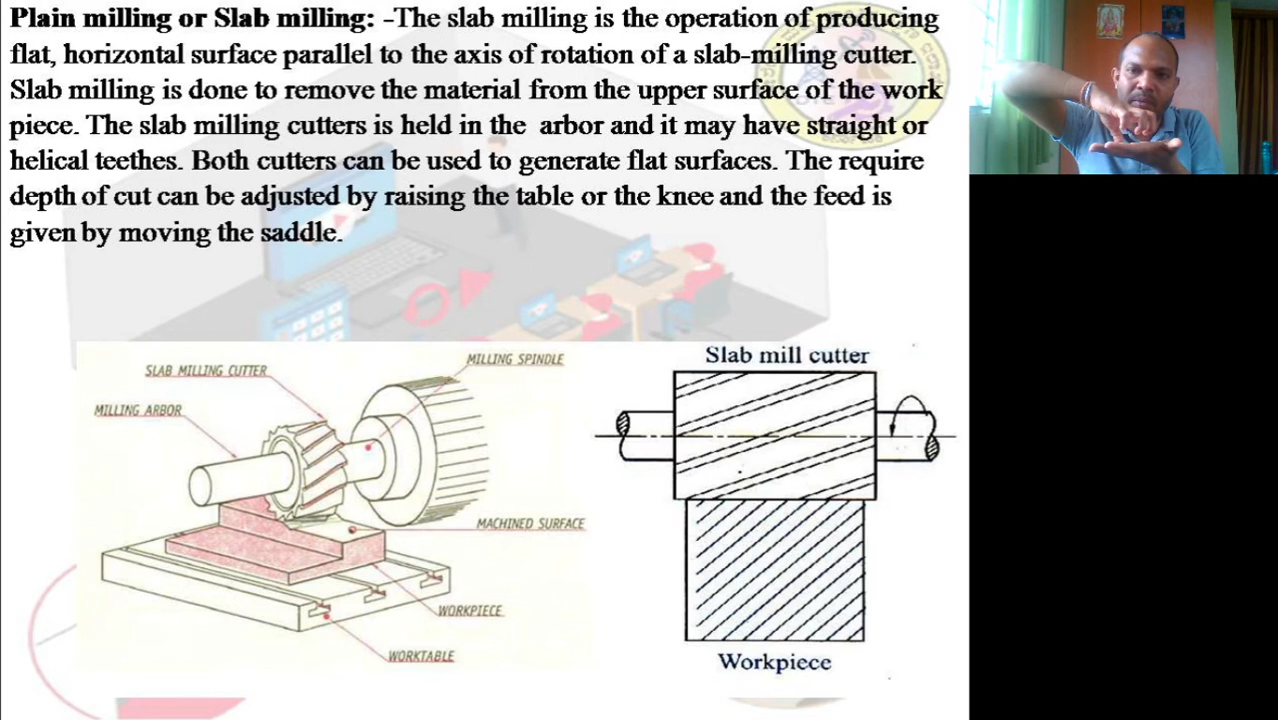 Plain milling or Slab milling: -The slab milling is the operation of producing
flat, horizontal surface parallel to the axis of rotation of a slab-milling cutter.
Slab milling is done to remove the material from the upper surface of the work
piece. The slab milling cutters is held in the arbor and it may have straight or
helical teethes. Both cutters can be used to generate flat surfaces. The require
depth of cut can be adjusted by raising the table or the knee and the feed is
given by moving the saddle.
MILLING SPINDLE
SLAB MILLING CUTTER
MILLING ARBOR
MACHINED SURFACE
WORKPIECE
WORKTABLE
Slab mill cutter
Workpiece